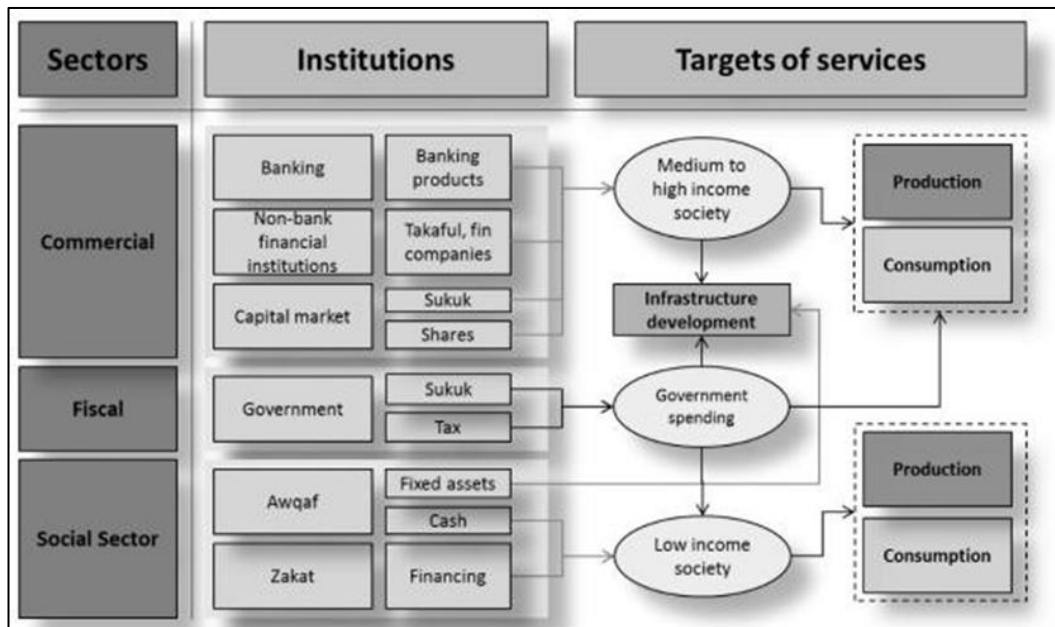 Sectors
Institutions
Targets of services
Commercial
Banking
Banking
products
Non-bank
financial
institutions
Takaful, fin
companies
Capital market
Sukuk
Shares
Medium to
high income
society
Infrastructure
development
Production
Consumption
Fiscal
Government
Sukuk
Tax
Government
spending
Social Sector
Awqaf
Fixed assets
Cash
Zakat
Financing
Low income
society
Production
Consumption